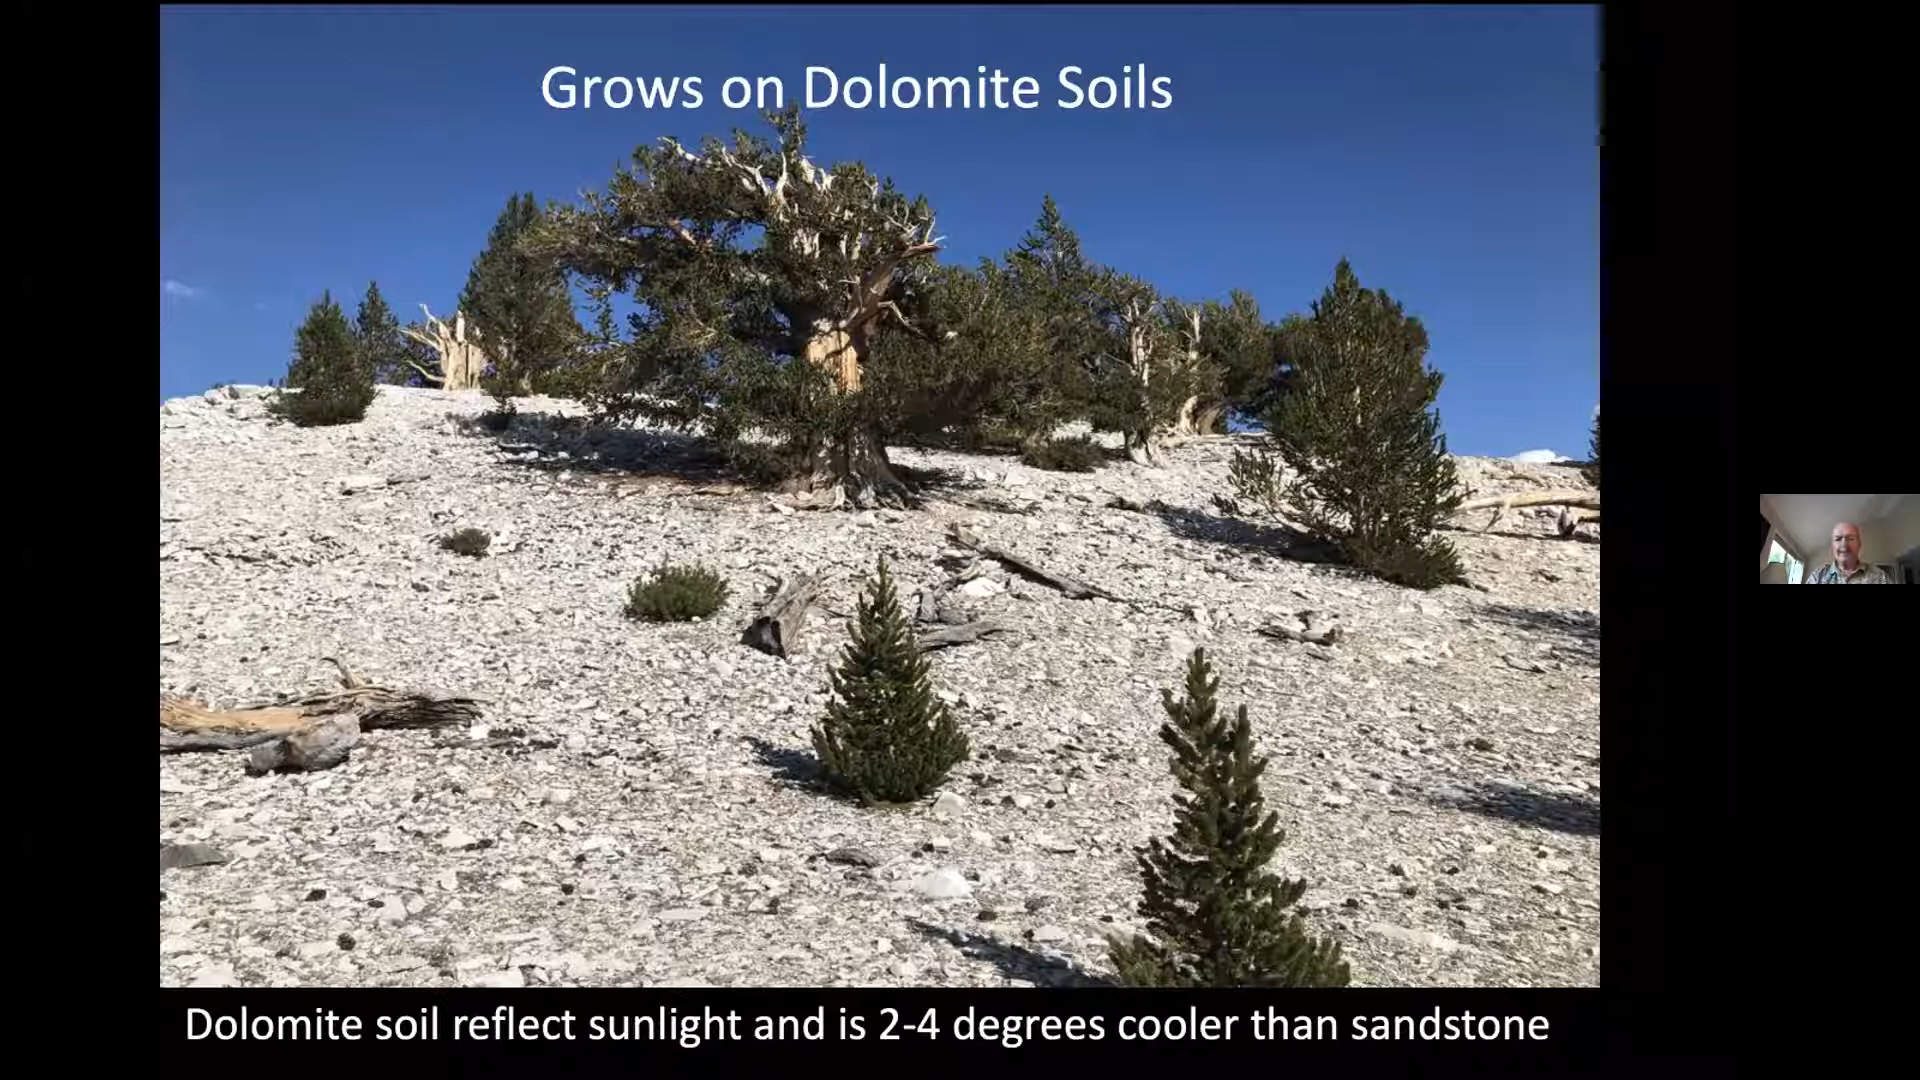 Grows on Dolomite Soils
Dolomite soil reflect sunlight and is 2-4 degrees cooler than sandstone